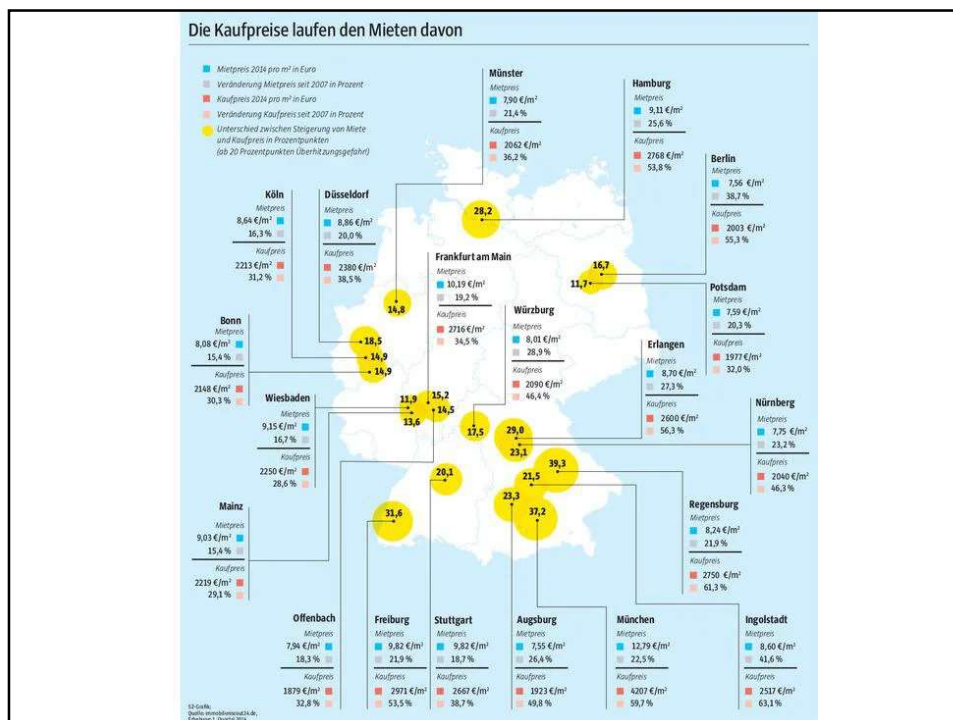 Die Kaufpreise laufen den Mieten davon
Mietpreis 2014 pro m² in Euro
Veränderung Mietpreis seit 2007 in Prozent
Kaufpreis 2014 pro m² in Euro
Veränderung Kaufpreis seit 2007 in Prozent
Unterschied zwischen Steigerung von Miete
und Kaufpreis in Prozentpunkten
(ab 20 Prozentpunkten Überhitzungsgefahr!)
Münster
Mietpreis
7,90 €/m²
21,4 %
Kaufpreis
2062 €/m²
36,2 %
Hamburg
Mietpreis
9,11 €/m²
25,6 %
Kaufpreis
2768 €/m²
53,8 %
Berlin
Mietpreis
7,56 €/m²
38,7 %
Kaufpreis
2003 €/m²
55,3 %
Köln
Mietpreis
8,64 €/m²
16,3 %
Kaufpreis
2213 €/m²
31,2 %
Düsseldorf
Mietpreis
8,86 €/m²
20,0 %
Kaufpreis
2380 €/m²
38,5 %
Frankfurt am Main
Mietpreis
10,19 €/m²
19,2 %
Kaufpreis
2716 €/m²
34,5 %
Potsdam
Mietpreis
7,59 €/m²
20,3 %
Kaufpreis
1977 €/m²
32,0 %
Würzburg
Mietpreis
8,01 €/m²
28,9 %
Kaufpreis
2090 €/m²
46,4 %
Bonn
Mietpreis
8,08 €/m²
15,4 %
Kaufpreis
2148 €/m²
30,3 %
Erlangen
Mietpreis
8,70 €/m²
27,3 %
Kaufpreis
2600 €/m²
56,3 %
Wiesbaden
Mietpreis
9,15 €/m²
16,7 %
Kaufpreis
2250 €/m²
28,6 %
Nürnberg
Mietpreis
7,75 €/m²
23,2 %
Kaufpreis
2040 €/m²
46,3 %
Mainz
Mietpreis
9,03 €/m²
15,4 %
Kaufpreis
2219 €/m²
29,1 %
Regensburg
Mietpreis
8,24 €/m²
21,9 %
Kaufpreis
2750 €/m²
61,3 %
28,2
16,7
11,7
14,8
18,5
14,9
14,9
11,9
15,2
14,5
13,6
17,5
29,0
23,1
39,3
20,1
21,5
23,3
31,6
37,2
Offenbach
Mietpreis
7,94 €/m²
18,3 %
Kaufpreis
1879 €/m²
32,8 %
Freiburg
Mietpreis
9,82 €/m²
21,9 %
Kaufpreis
2971 €/m²
53,5 %
Stuttgart
Mietpreis
9,82 €/m²
18,7 %
Kaufpreis
2667 €/m²
38,7 %
Augsburg
Mietpreis
7,55 €/m²
26,4 %
Kaufpreis
1923 €/m²
49,8 %
München
Mietpreis
12,79 €/m²
22,5 %
Kaufpreis
4207 €/m²
59,7 %
Ingolstadt
Mietpreis
8,60 €/m²
41,6 %
Kaufpreis
2517 €/m²
63,1 %
SZ-Grafik;
Quelle: immobilienscout24.de,
Erhebung: 1. Quartal 2014